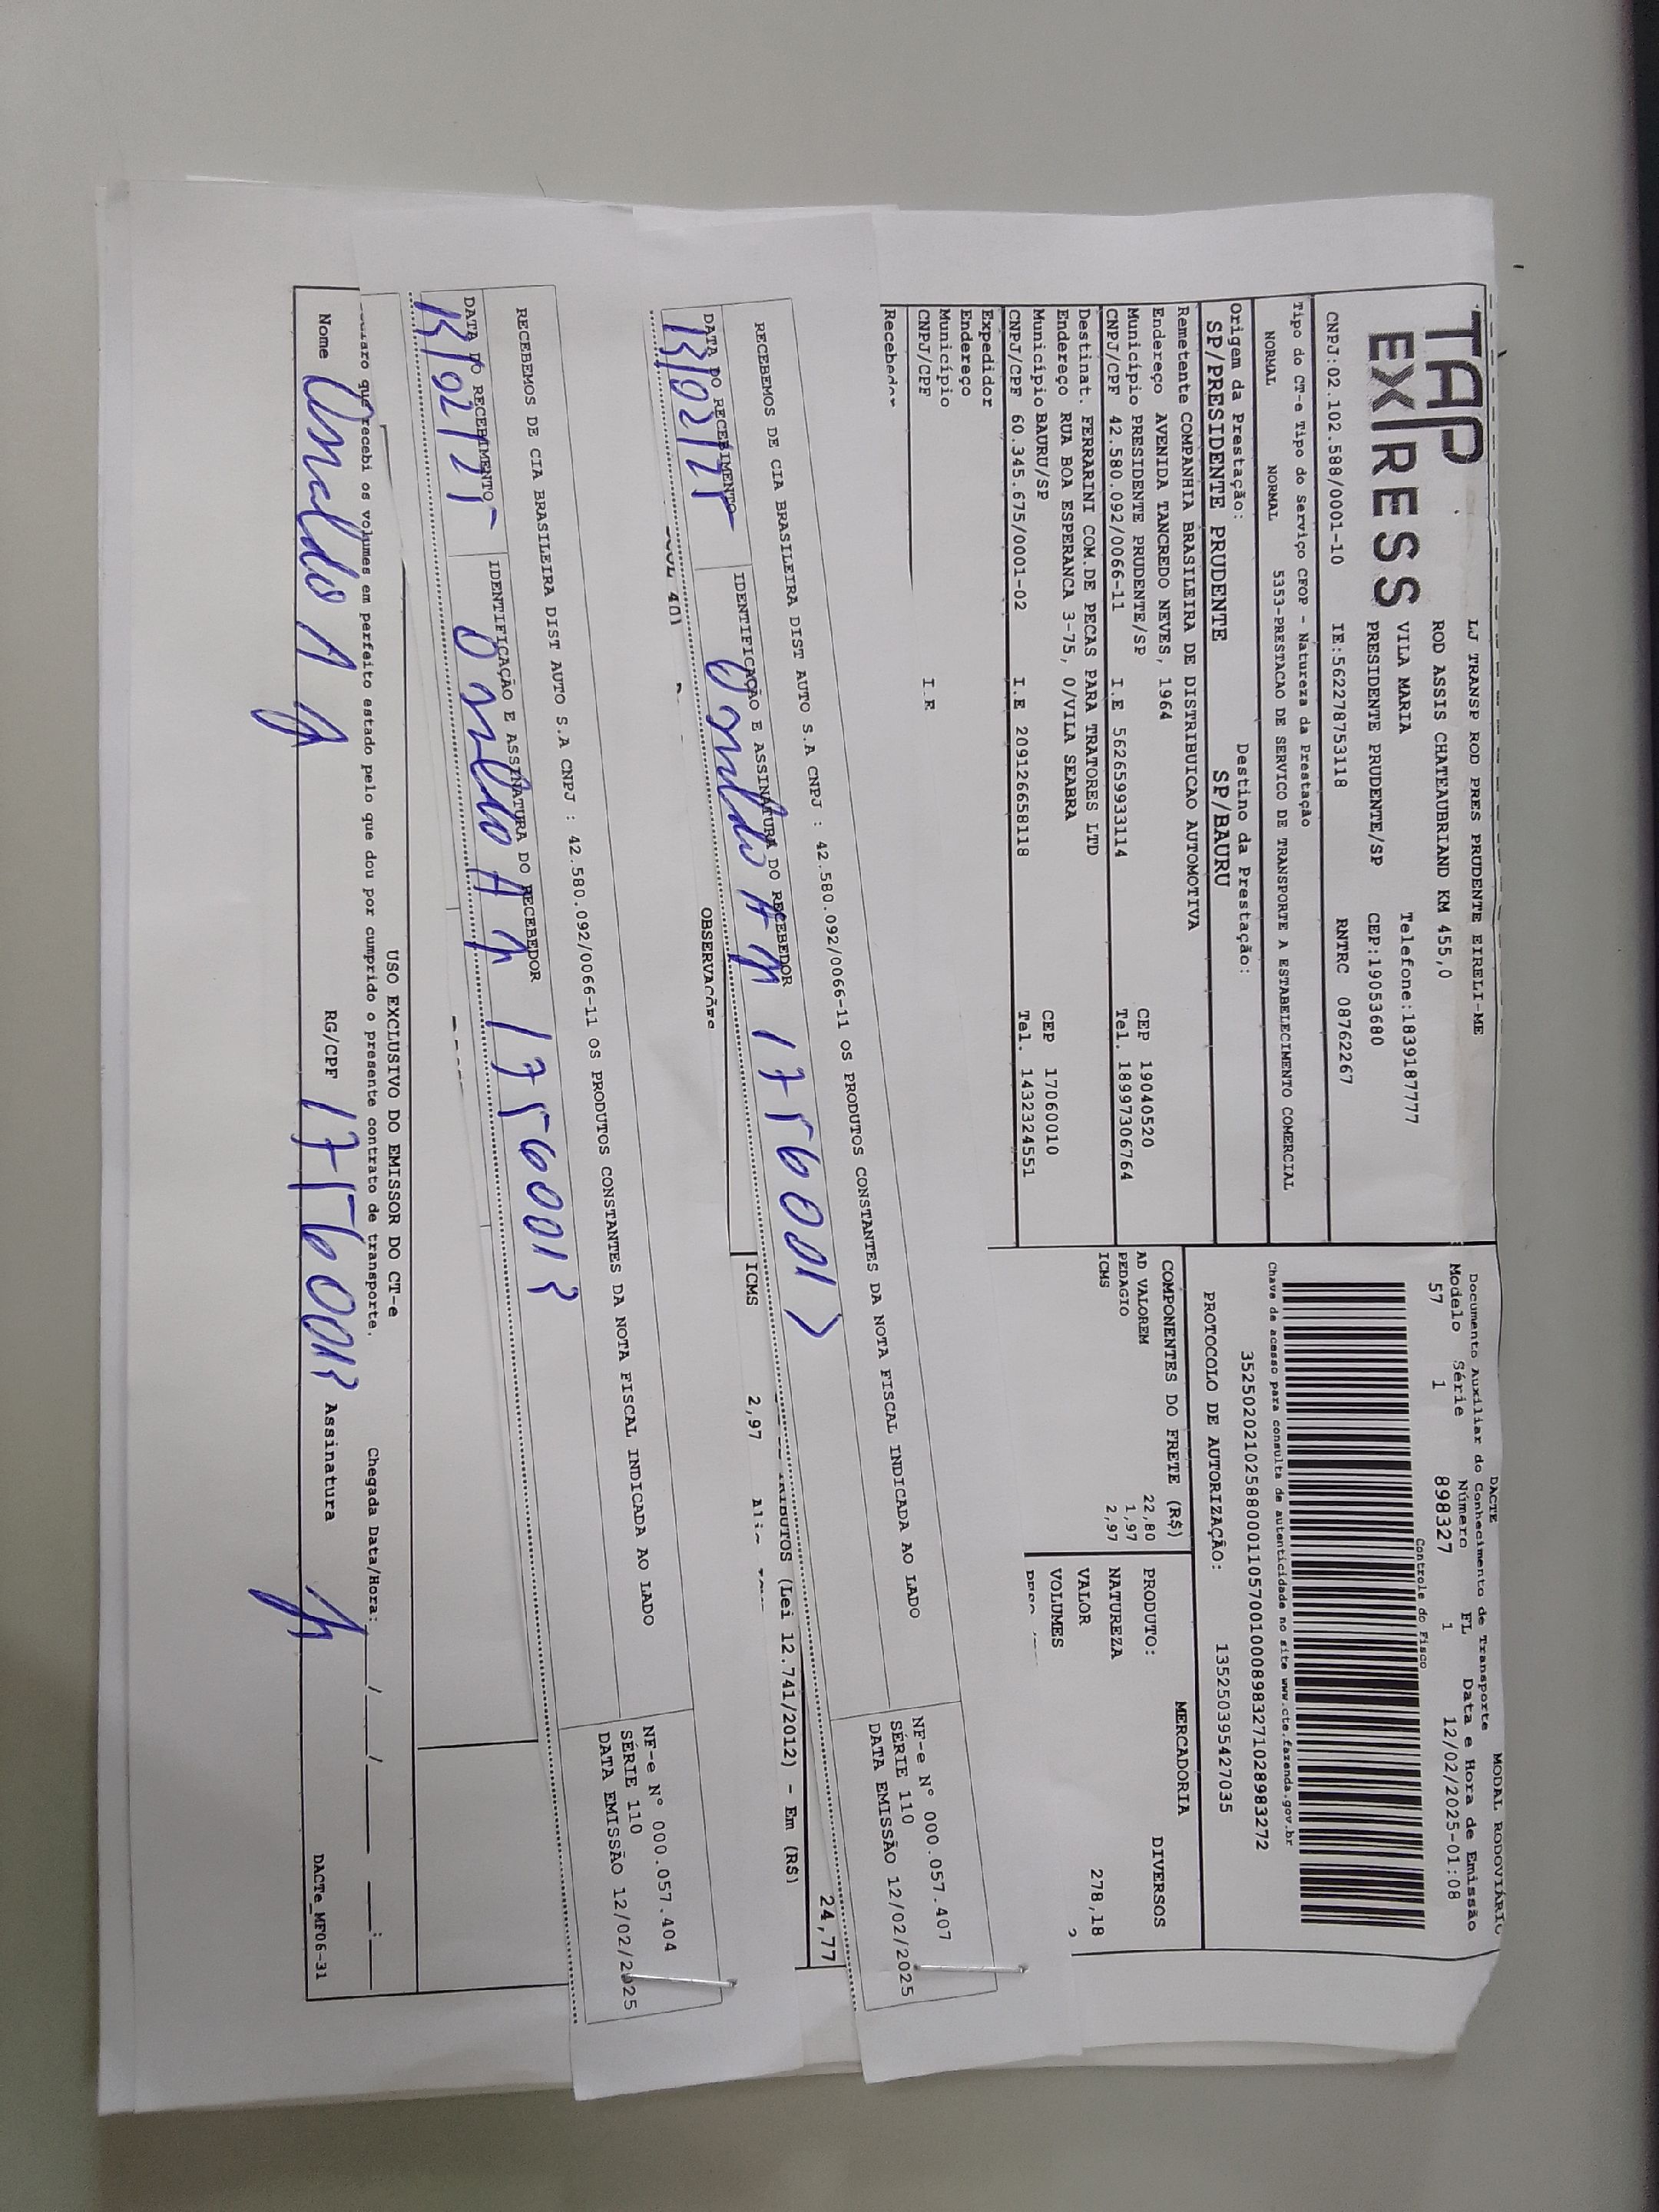 TAP
EXPRESS
LJ TRANSP ROD PRES PRUDENTE EIRELI-ME
ROD ASSIS CHATEAUBRIAND KM 455,0
VILA MARIA Telefone:1839187777
PRESIDENTE PRUDENTE/SP CEP:19053680
CNPJ:02.102.588/0001-10 IE:562278753118 RNTRC 08762267
Tipo do CT-e Tipo do Serviço CFOP - Natureza da Prestação
NORMAL NORMAL 5353-PRESTACAO DE SERVICO DE TRANSPORTE A ESTABELECIMENTO COMERCIAL
Origem da Prestação: Destino da Prestação:
SP/PRESIDENTE PRUDENTE SP/BAURU
Remetente COMPANHIA BRASILEIRA DE DISTRIBUICAO AUTOMOTIVA
Endereço AVENIDA TANCREDO NEVES, 1964 CEP 19040520
Município PRESIDENTE PRUDENTE/SP Tel. 18997306764
CNPJ/CPF 42.580.092/0066-11 I.E 562659933114
Destinat. FERRARINI COM.DE PECAS PARA TRATORES LTD
Endereço RUA BOA ESPERANCA 3-75, 0/VILA SEABRA CEP 17060010
Município BAURU/SP Tel. 1432324551
CNPJ/CPF 60.345.675/0001-02 I.E 209126658118
Expedidor
Endereço
Município
CNPJ/CPF I.E
Recebedor
DACTE MODAL RODOVIÁRIO
Documento Auxiliar do Conhecimento de Transporte
Modelo Série Número FL Data e Hora de Emissão
57 1 898327 1 12/02/2025-01:08
Controle do Fisco
Chave de acesso para consulta de autenticidade no site www.cte.fazenda.gov.br
35250202102588000110570010008983271028983272
PROTOCOLO DE AUTORIZAÇÃO: 135250395427035
COMPONENTES DO FRETE (R$)
AD VALOREM 22,80
PEDAGIO 1,97
ICMS 2,97
MERCADORIA
PRODUTO: DIVERSOS
NATUREZA
VALOR 278,18
VOLUMES
RECEBEMOS DE CIA BRASILEIRA DIST AUTO S.A CNPJ : 42.580.092/0066-11 OS PRODUTOS CONSTANTES DA NOTA FISCAL INDICADA AO LADO
NF-e N° 000.057.407
SÉRIE 110
DATA EMISSÃO 12/02/2025
DATA DO RECEBIMENTO IDENTIFICAÇÃO E ASSINATURA DO RECEBEDOR
24,77
TRIBUTOS (Lei 12.741/2012) - Em (R$)
ICMS 2,97
OBSERVAÇÕES
RECEBEMOS DE CIA BRASILEIRA DIST AUTO S.A CNPJ : 42.580.092/0066-11 OS PRODUTOS CONSTANTES DA NOTA FISCAL INDICADA AO LADO
NF-e N° 000.057.404
SÉRIE 110
DATA EMISSÃO 12/02/2025
DATA DO RECEBIMENTO IDENTIFICAÇÃO E ASSINATURA DO RECEBEDOR
USO EXCLUSIVO DO EMISSOR DO CT-e
que recebi os volumes em perfeito estado pelo que dou por cumprido o presente contrato de transporte. Chegada Data/Hora: ___/___/___ __:__
Nome RG/CPF Assinatura DACTe_MF06-31